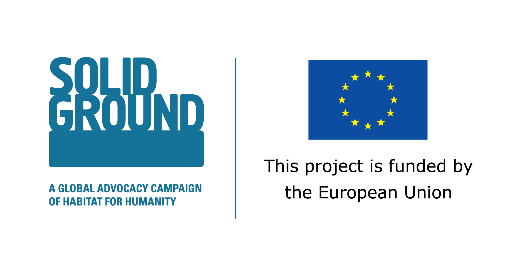 SOLID
GROUND
A GLOBAL ADVOCACY CAMPAIGN
OF HABITAT FOR HUMANITY
This project is funded by
the European Union